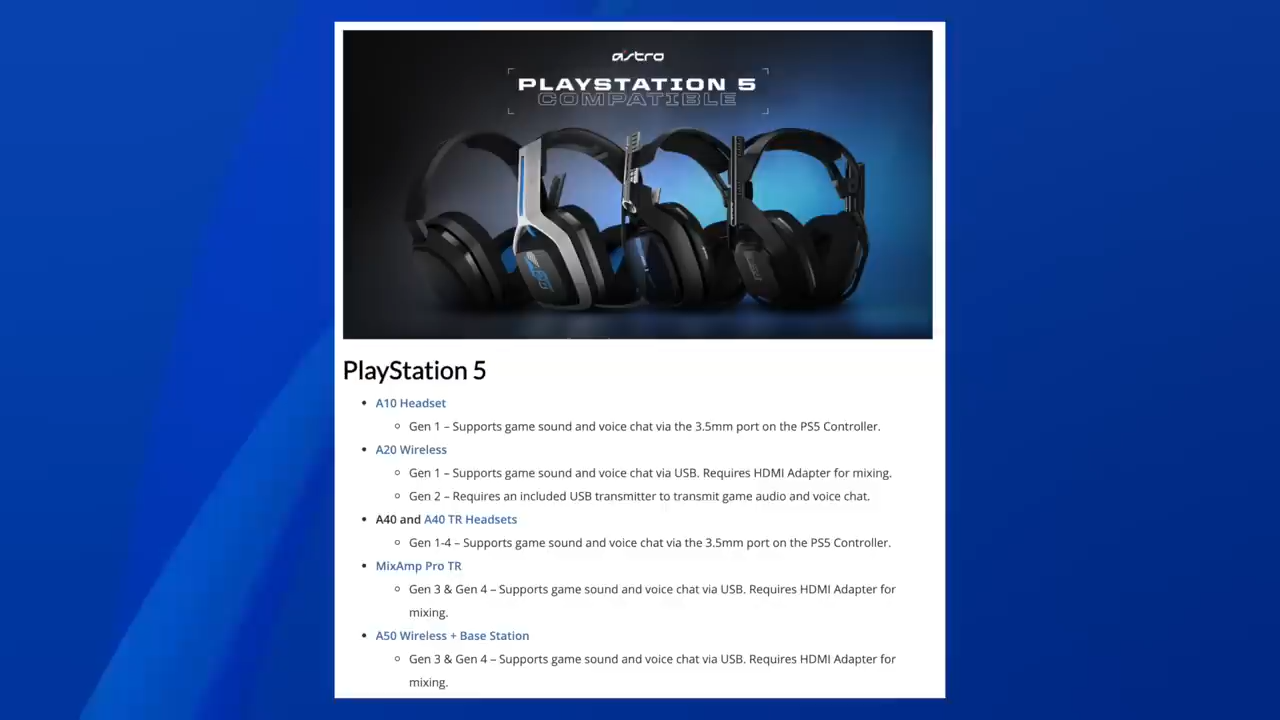 astro
PLAYSTATION 5
COMPATIBLE
A20
PlayStation 5
• A10 Headset
◦ Gen 1 – Supports game sound and voice chat via the 3.5mm port on the PS5 Controller.
• A20 Wireless
◦ Gen 1 – Supports game sound and voice chat via USB. Requires HDMI Adapter for mixing.
◦ Gen 2 – Requires an included USB transmitter to transmit game audio and voice chat.
• A40 and A40 TR Headsets
◦ Gen 1-4 – Supports game sound and voice chat via the 3.5mm port on the PS5 Controller.
• MixAmp Pro TR
◦ Gen 3 & Gen 4 – Supports game sound and voice chat via USB. Requires HDMI Adapter for
mixing.
• A50 Wireless + Base Station
◦ Gen 3 & Gen 4 – Supports game sound and voice chat via USB. Requires HDMI Adapter for
mixing.